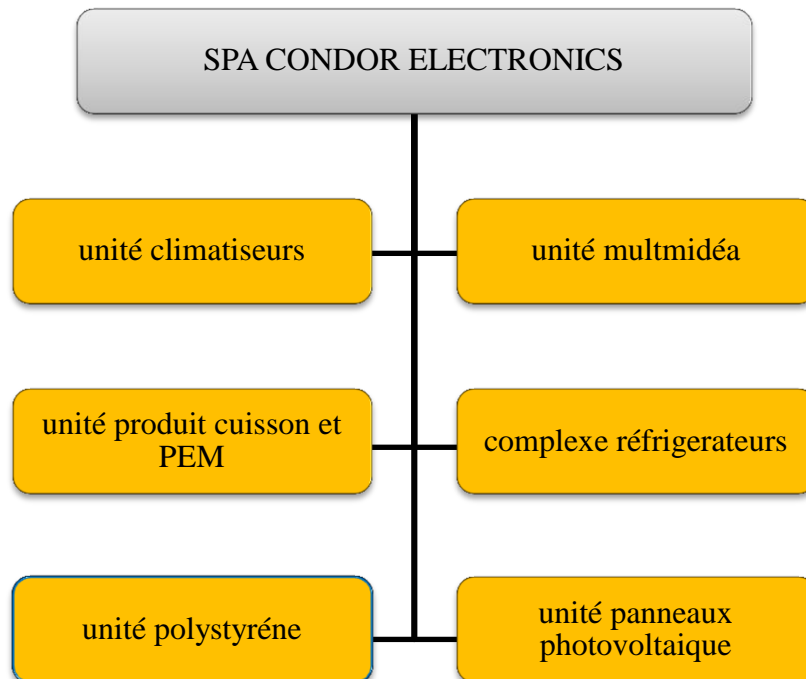 SPA CONDOR ELECTRONICS
unité climatiseurs
unité multmidéa
unité produit cuisson et
PEM
complexe réfrigerateurs
unité polystyréne
unité panneaux
photovoltaique